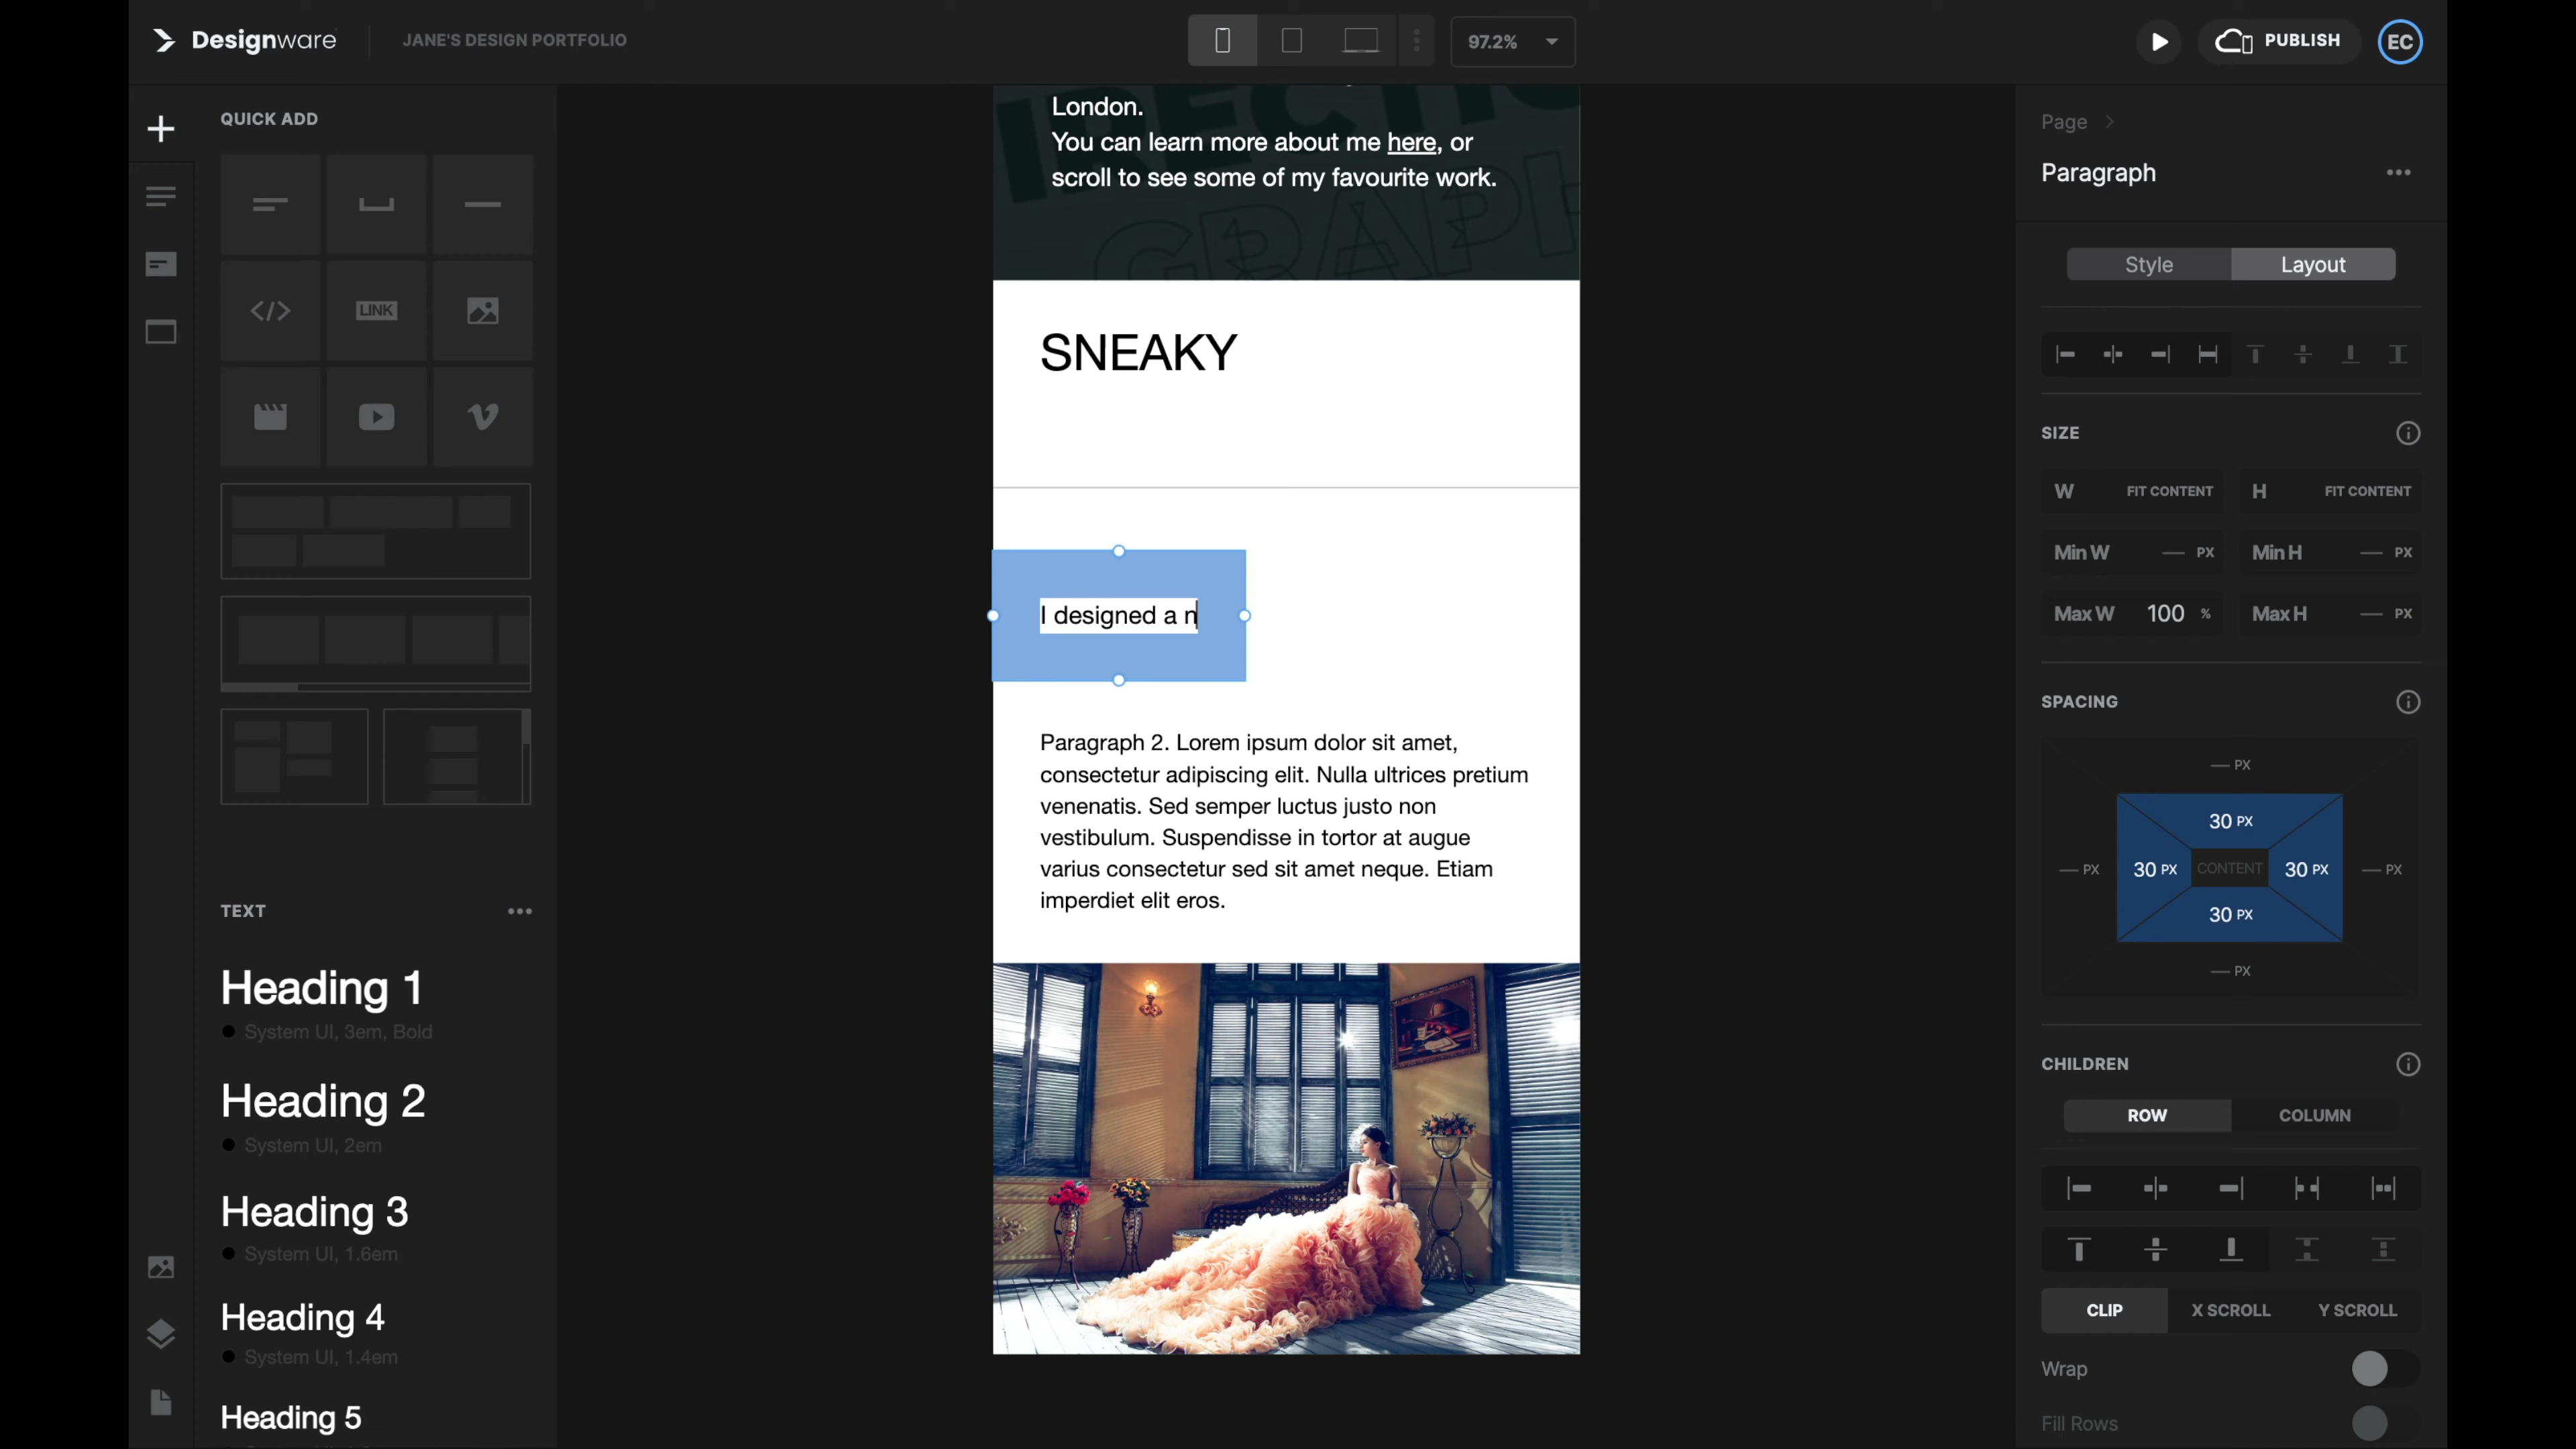 Designware
JANE'S DESIGN PORTFOLIO
97.2%
PUBLISH
EC
QUICK ADD
LINK
TEXT
Heading 1
System UI, 3em, Bold
Heading 2
System UI, 2em
Heading 3
System UI, 1.6em
Heading 4
System UI, 1.4em
Heading 5
London.
You can learn more about me here, or
scroll to see some of my favourite work.
GRAPH
SNEAKY
I designed a n
Paragraph 2. Lorem ipsum dolor sit amet,
consectetur adipiscing elit. Nulla ultrices pretium
venenatis. Sed semper luctus justo non
vestibulum. Suspendisse in tortor at augue
varius consectetur sed sit amet neque. Etiam
imperdiet elit eros.
Page
Paragraph
Style Layout
SIZE
W FIT CONTENT H FIT CONTENT
Min W — PX Min H — PX
Max W 100 % Max H — PX
SPACING
— PX
30 PX
— PX 30 PX CONTENT 30 PX — PX
30 PX
— PX
CHILDREN
ROW COLUMN
CLIP X SCROLL Y SCROLL
Wrap
Fill Rows